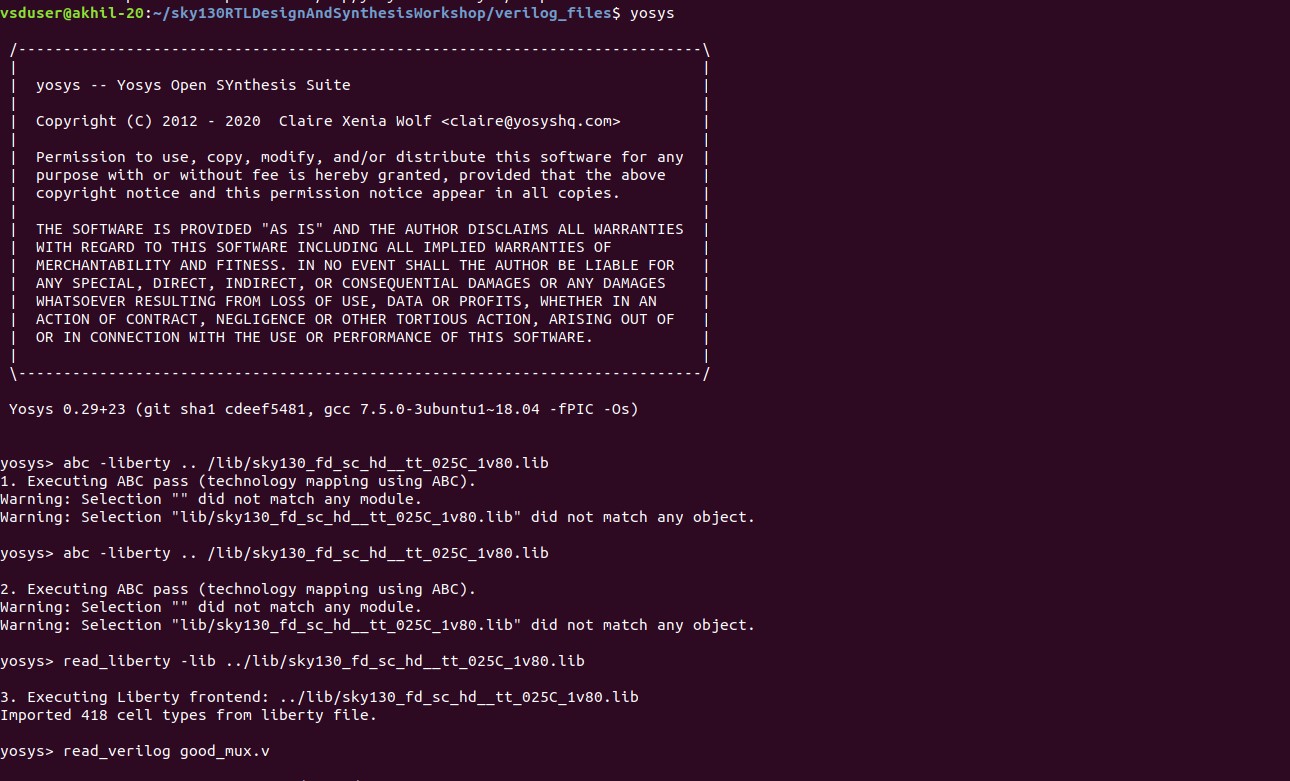 vsduser@akhil-20:~/sky130RTLDesignAndSynthesisWorkshop/verilog_files$ yosys
/----------------------------------------------------------------------------\
|                                                                            |
|  yosys -- Yosys Open SYnthesis Suite                                       |
|                                                                            |
|  Copyright (C) 2012 - 2020  Claire Xenia Wolf <claire@yosyshq.com>         |
|                                                                            |
|  Permission to use, copy, modify, and/or distribute this software for any  |
|  purpose with or without fee is hereby granted, provided that the above    |
|  copyright notice and this permission notice appear in all copies.         |
|                                                                            |
|  THE SOFTWARE IS PROVIDED "AS IS" AND THE AUTHOR DISCLAIMS ALL WARRANTIES  |
|  WITH REGARD TO THIS SOFTWARE INCLUDING ALL IMPLIED WARRANTIES OF          |
|  MERCHANTABILITY AND FITNESS. IN NO EVENT SHALL THE AUTHOR BE LIABLE FOR   |
|  ANY SPECIAL, DIRECT, INDIRECT, OR CONSEQUENTIAL DAMAGES OR ANY DAMAGES    |
|  WHATSOEVER RESULTING FROM LOSS OF USE, DATA OR PROFITS, WHETHER IN AN     |
|  ACTION OF CONTRACT, NEGLIGENCE OR OTHER TORTIOUS ACTION, ARISING OUT OF   |
|  OR IN CONNECTION WITH THE USE OR PERFORMANCE OF THIS SOFTWARE.            |
|                                                                            |
\----------------------------------------------------------------------------/
Yosys 0.29+23 (git sha1 cdeef5481, gcc 7.5.0-3ubuntu1~18.04 -fPIC -Os)
yosys> abc -liberty .. /lib/sky130_fd_sc_hd__tt_025C_1v80.lib
1. Executing ABC pass (technology mapping using ABC).
Warning: Selection "" did not match any module.
Warning: Selection "lib/sky130_fd_sc_hd__tt_025C_1v80.lib" did not match any object.
yosys> abc -liberty .. /lib/sky130_fd_sc_hd__tt_025C_1v80.lib
2. Executing ABC pass (technology mapping using ABC).
Warning: Selection "" did not match any module.
Warning: Selection "lib/sky130_fd_sc_hd__tt_025C_1v80.lib" did not match any object.
yosys> read_liberty -lib ../lib/sky130_fd_sc_hd__tt_025C_1v80.lib
3. Executing Liberty frontend: ../lib/sky130_fd_sc_hd__tt_025C_1v80.lib
Imported 418 cell types from liberty file.
yosys> read_verilog good_mux.v